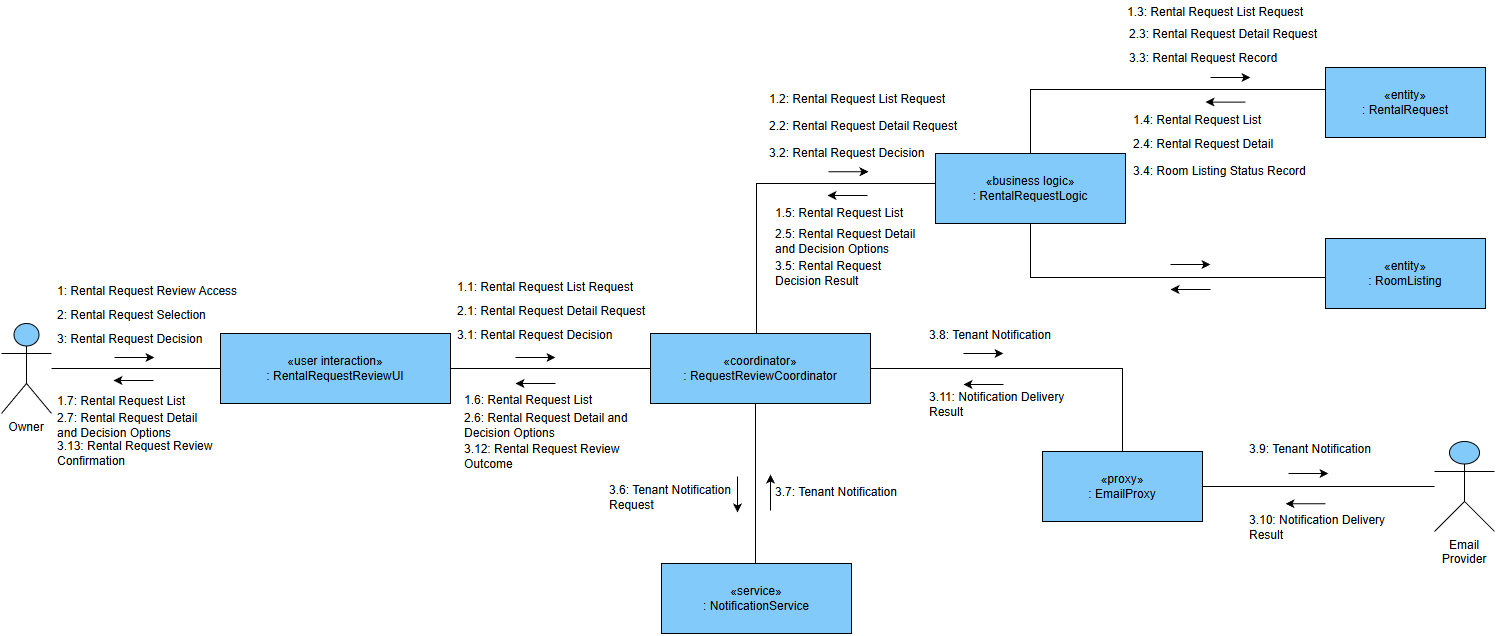 1.3: Rental Request List Request
2.3: Rental Request Detail Request
3.3: Rental Request Record
«entity»
: RentalRequest
1.4: Rental Request List
2.4: Rental Request Detail
3.4: Room Listing Status Record
1.2: Rental Request List Request
2.2: Rental Request Detail Request
3.2: Rental Request Decision
«business logic»
: RentalRequestLogic
1.5: Rental Request List
2.5: Rental Request Detail
and Decision Options
3.5: Rental Request
Decision Result
«entity»
: RoomListing
1: Rental Request Review Access
2: Rental Request Selection
3: Rental Request Decision
Owner
«user interaction»
: RentalRequestReviewUI
1.7: Rental Request List
2.7: Rental Request Detail
and Decision Options
3.13: Rental Request Review
Confirmation
1.1: Rental Request List Request
2.1: Rental Request Detail Request
3.1: Rental Request Decision
«coordinator»
: RequestReviewCoordinator
1.6: Rental Request List
2.6: Rental Request Detail and
Decision Options
3.12: Rental Request Review
Outcome
3.8: Tenant Notification
3.11: Notification Delivery
Result
3.6: Tenant Notification
Request
3.7: Tenant Notification
«proxy»
: EmailProxy
3.9: Tenant Notification
3.10: Notification Delivery
Result
Email
Provider
«service»
: NotificationService